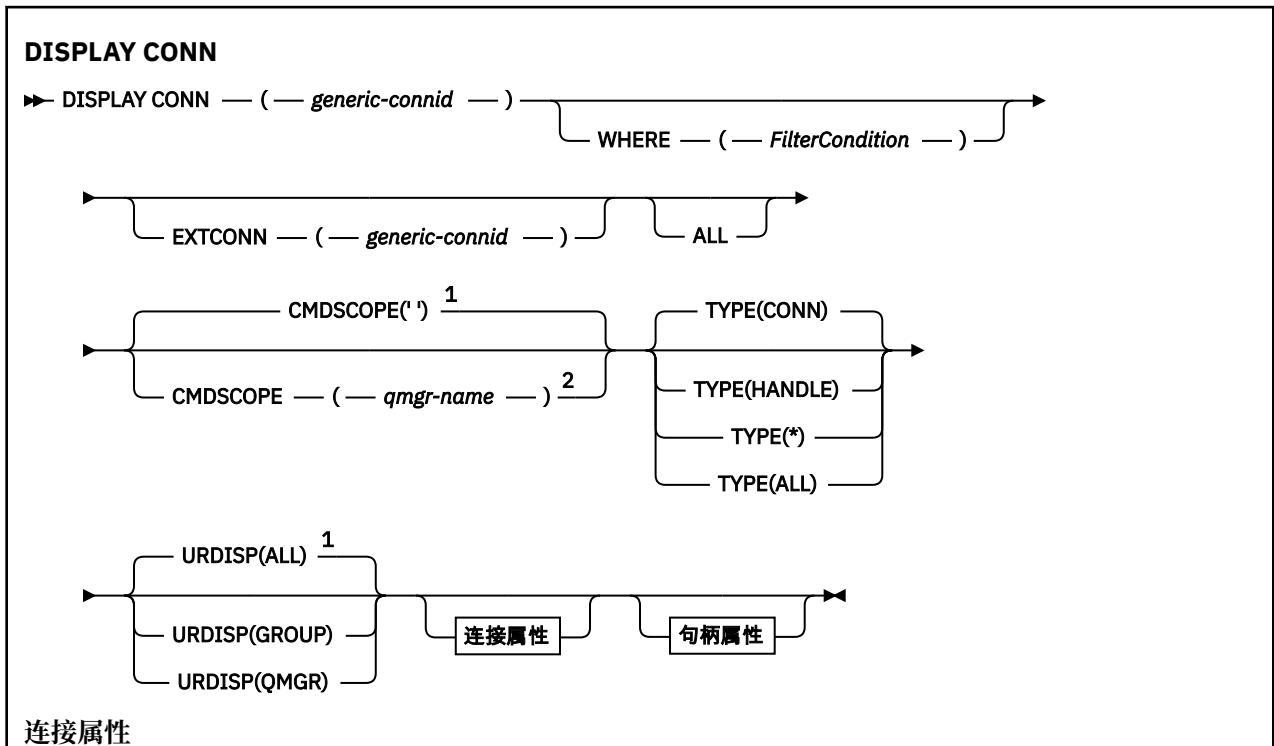 DISPLAY CONN
DISPLAY CONN ( generic-connid )
WHERE ( FilterCondition )
EXTCONN ( generic-connid )
ALL
CMDSCOPE(' ') 1
CMDSCOPE ( qmgr-name ) 2
TYPE(CONN)
TYPE(HANDLE)
TYPE(*)
TYPE(ALL)
URDISP(ALL) 1
URDISP(GROUP)
URDISP(QMGR)
连接属性
句柄属性
连接属性